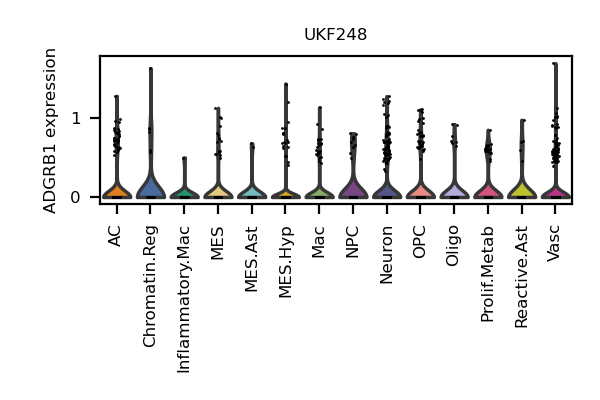 UKF248
ADGRB1 expression
1
0
AC
Chromatin.Reg
Inflammatory.Mac
MES
MES.Ast
MES.Hyp
Mac
NPC
Neuron
OPC
Oligo
Prolif.Metab
Reactive.Ast
Vasc